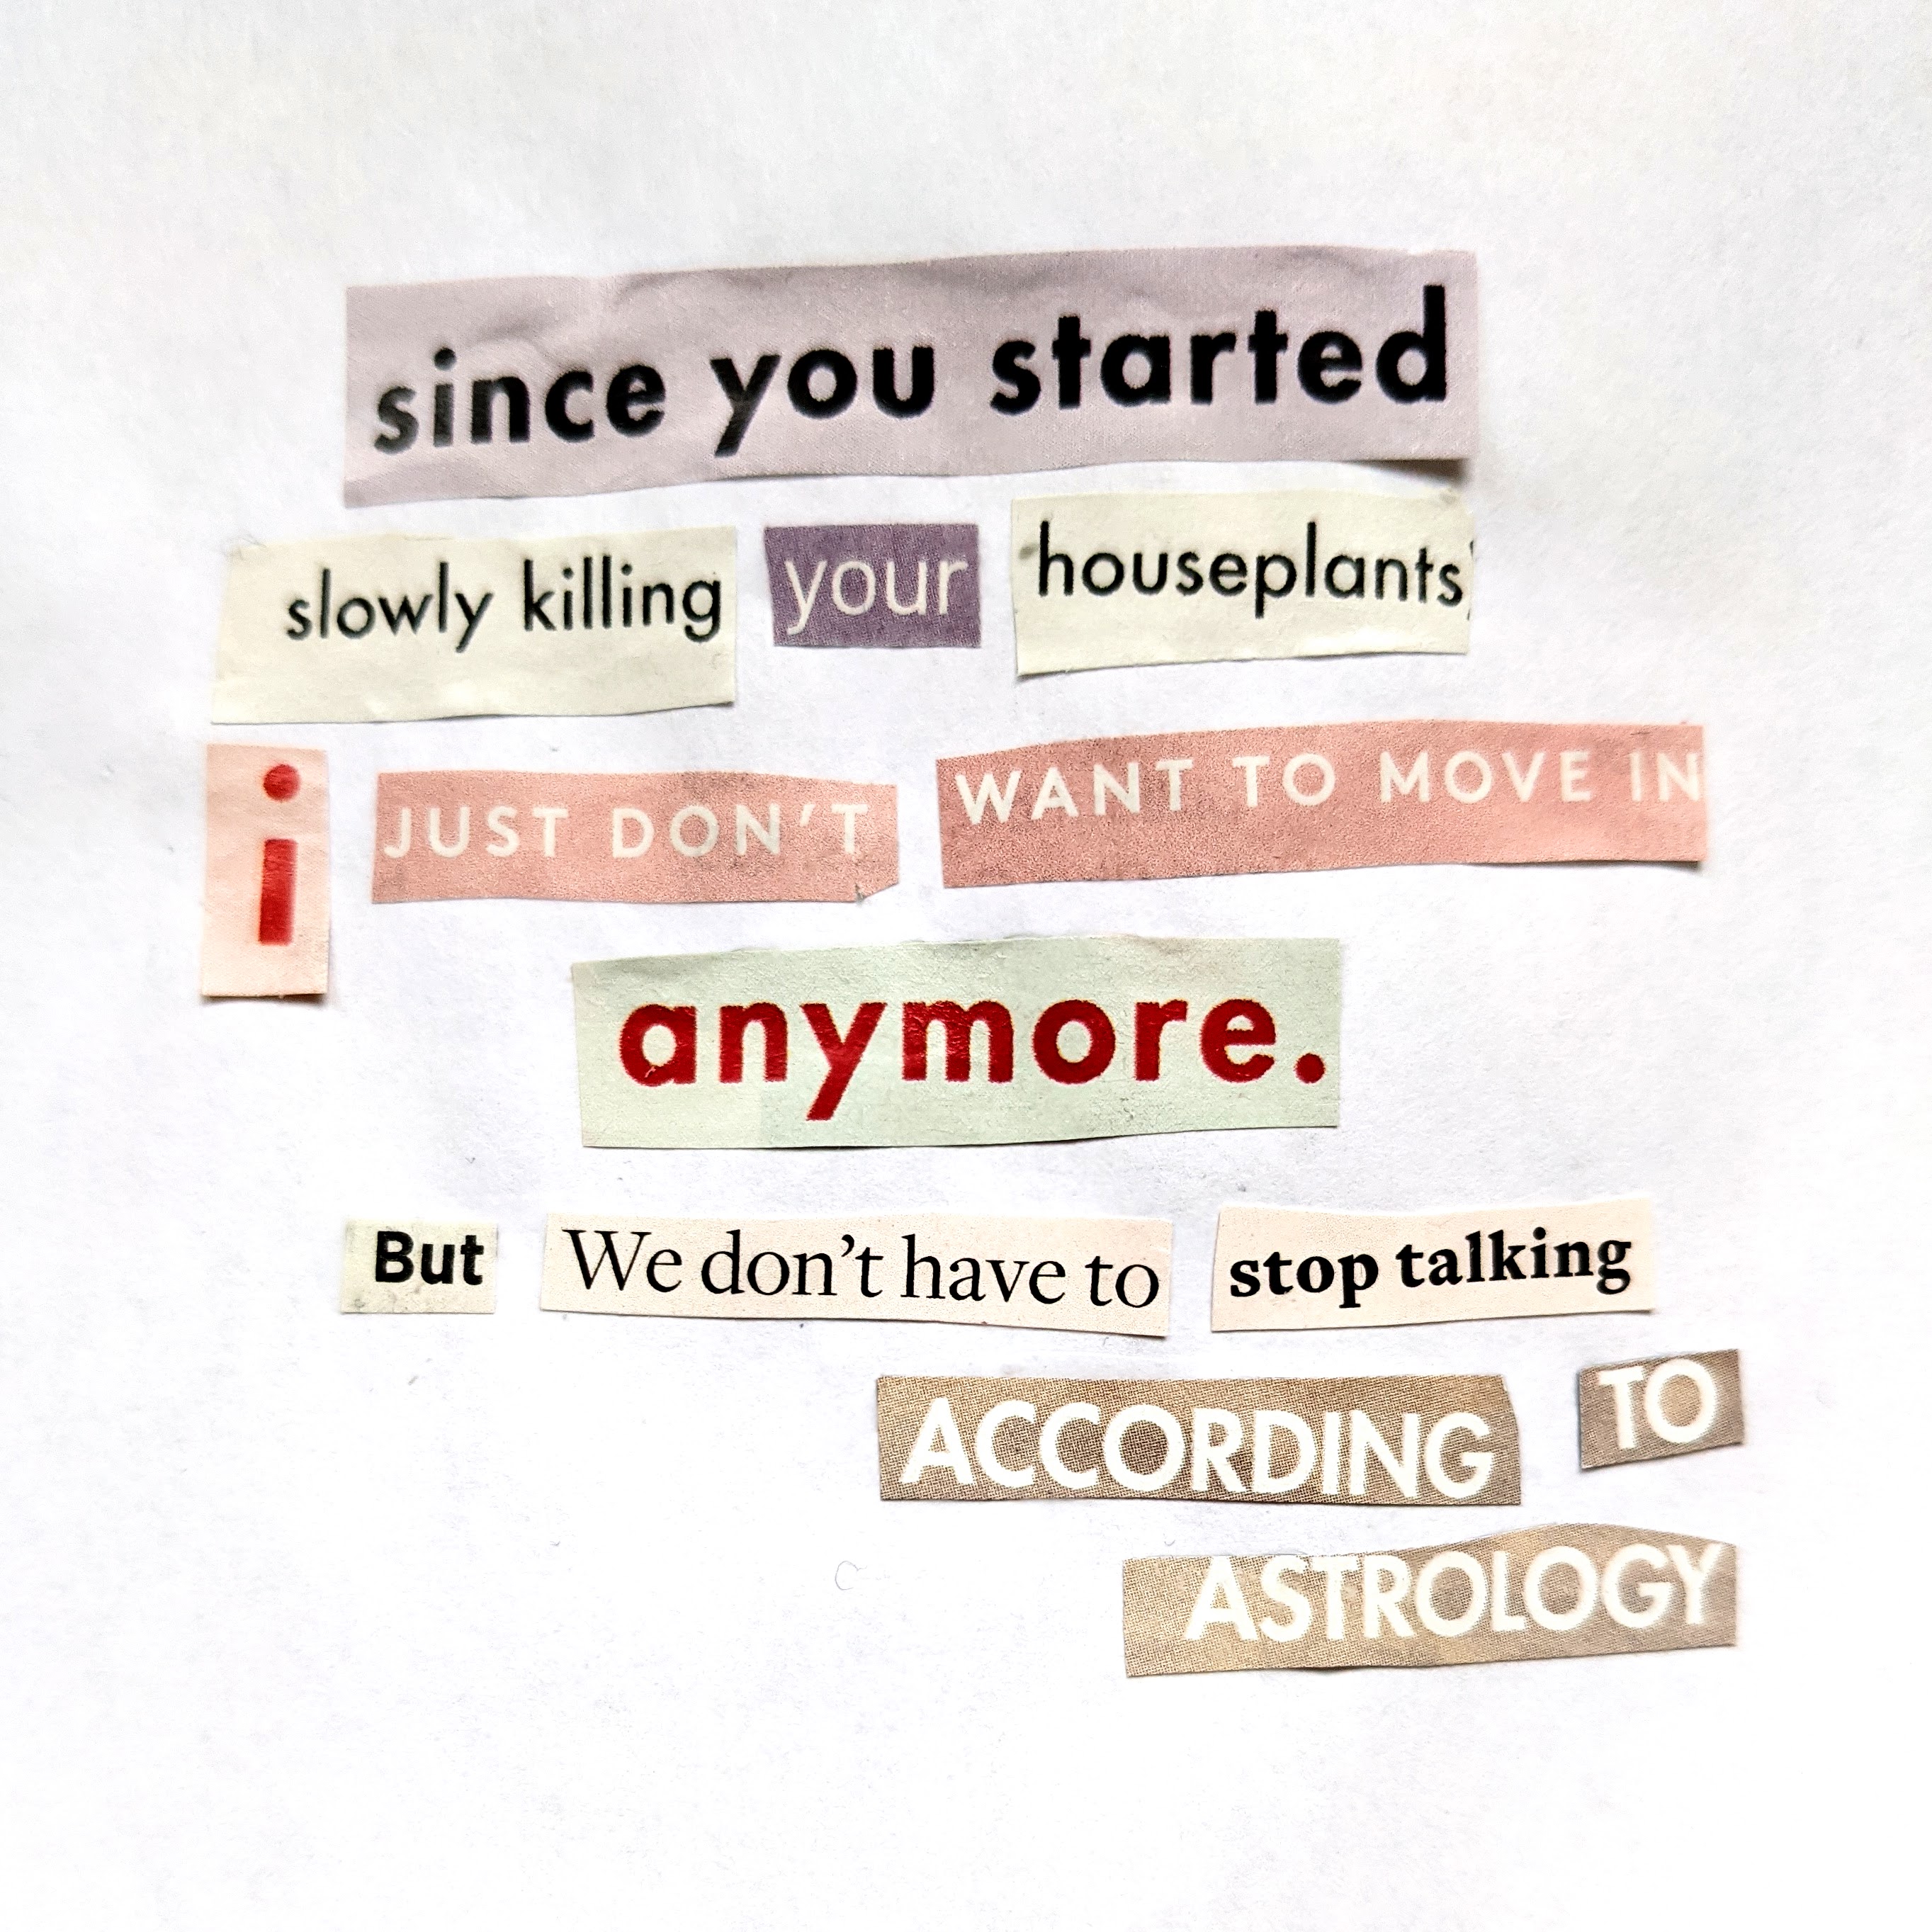 since you started
slowly killing your houseplants
i JUST DON'T WANT TO MOVE IN
anymore.
But We don't have to stop talking
ACCORDING TO
ASTROLOGY